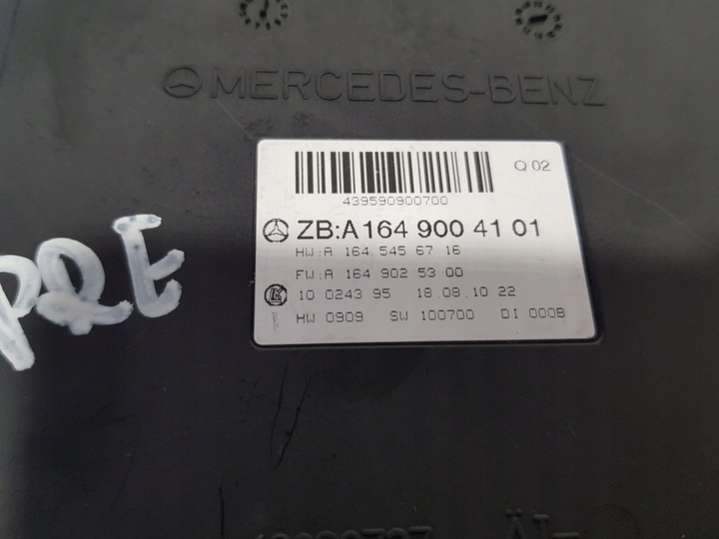 MERCEDES-BENZ
Q 02
439590900700
ZB:A 164 900 41 01
HW:A 164 545 67 16
FW:A 164 902 53 00
10 0243 95 18.08.10 22
HW 0909 SW 100700 D1 000B